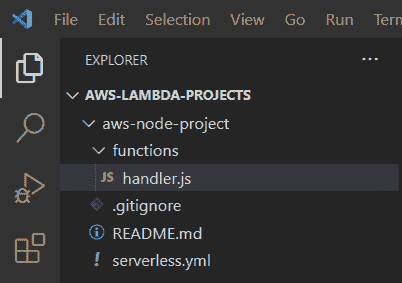 File Edit Selection View Go Run Term
EXPLORER ...
AWS-LAMBDA-PROJECTS
aws-node-project
functions
JS handler.js
.gitignore
README.md
! serverless.yml